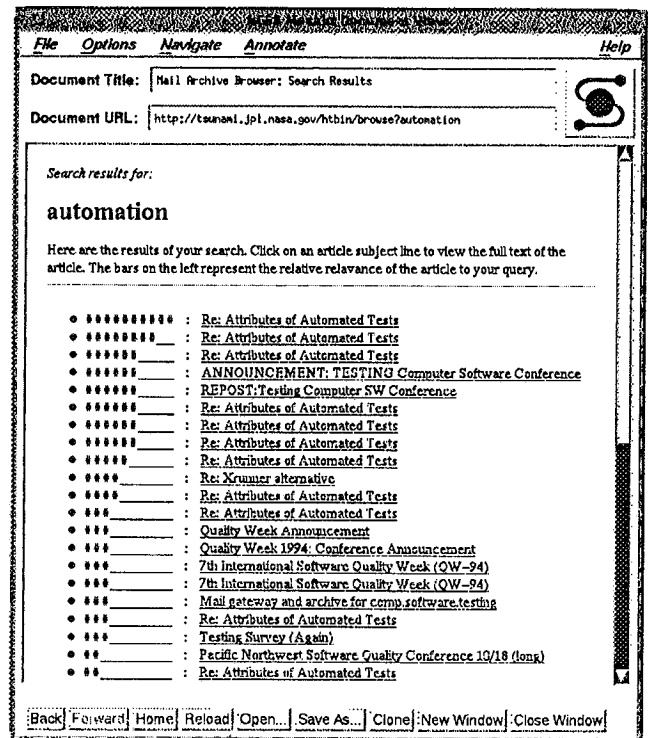 File Options Navigate Annotate Help
Document Title: Mail Archive Browser: Search Results
Document URL: http://tsunami.jpl.nasa.gov/htbin/browse?automation
Search results for:
automation
Here are the results of your search. Click on an article subject line to view the full text of the
article. The bars on the left represent the relative relavance of the article to your query.
: Re: Attributes of Automated Tests
: Re: Attributes of Automated Tests
: Re: Attributes of Automated Tests
: ANNOUNCEMENT: TESTING Computer Software Conference
: REPOST:Testing Computer SW Conference
: Re: Attributes of Automated Tests
: Re: Attributes of Automated Tests
: Re: Attributes of Automated Tests
: Re: Attributes of Automated Tests
: Re: Xrunner alternative
: Re: Attributes of Automated Tests
: Re: Attributes of Automated Tests
: Quality Week Announcement
: Quality Week 1994: Conference Announcement
: 7th International Software Quality Week (QW-94)
: 7th International Software Quality Week (QW-94)
: Mail gateway and archive for comp.software.testing
: Re: Attributes of Automated Tests
: Testing Survey (Again)
: Pacific Northwest Software Quality Conference 10/18 (long)
: Re: Attributes of Automated Tests
Back Forward Home Reload Open... Save As... Clone New Window Close Window